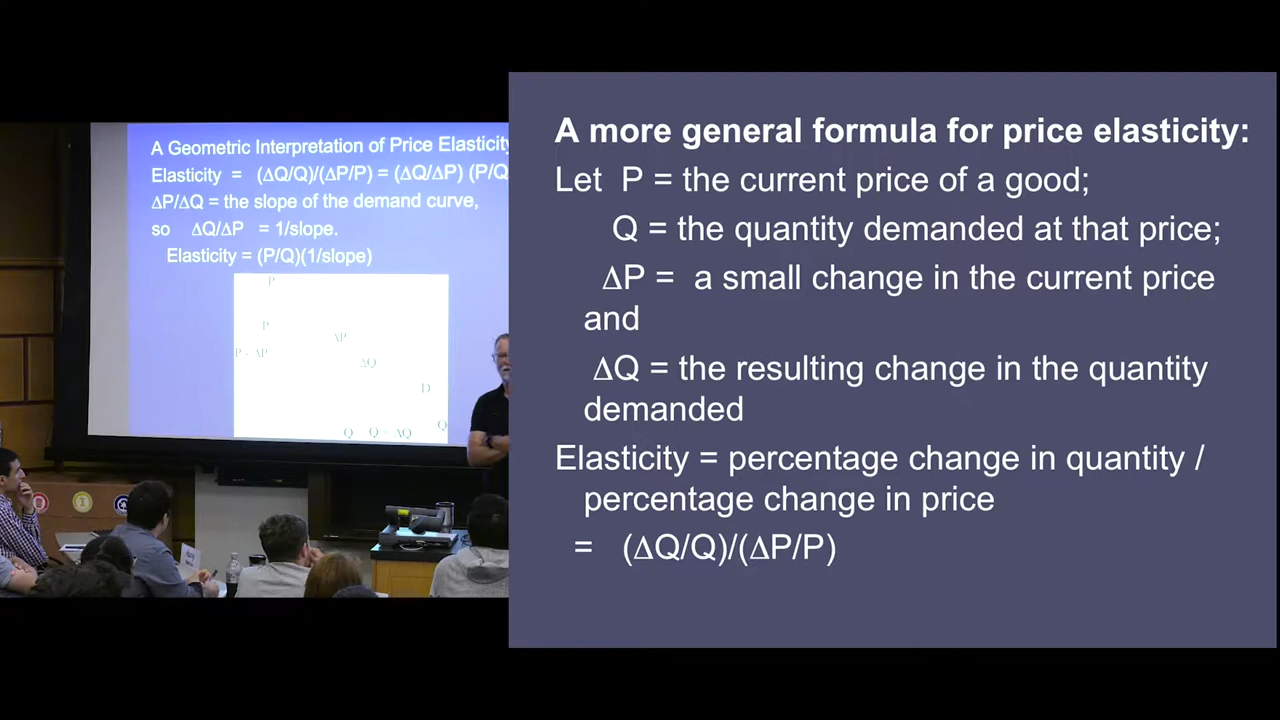 A Geometric Interpretation of Price Elasticity
Elasticity = (ΔQ/Q)/(ΔP/P) = (ΔQ/ΔP) (P/Q
ΔP/ΔQ = the slope of the demand curve,
so ΔQ/ΔP = 1/slope.
Elasticity = (P/Q)(1/slope)
P
P
ΔP
P - ΔP
ΔQ
D
Q
Q Q ΔQ
A more general formula for price elasticity:
Let P = the current price of a good;
Q = the quantity demanded at that price;
ΔP = a small change in the current price
and
ΔQ = the resulting change in the quantity
demanded
Elasticity = percentage change in quantity /
percentage change in price
= (ΔQ/Q)/(ΔP/P)